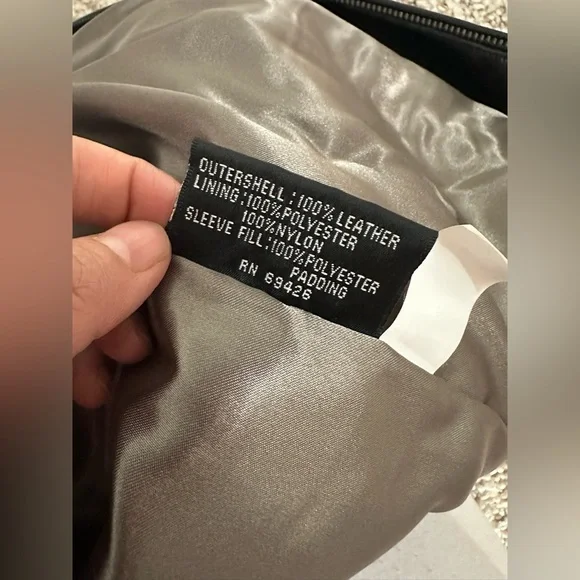 OUTERSHELL : 100% LEATHER
LINING : 100%POLYESTER
100%NYLON
SLEEVE FILL : 100%POLYESTER
PADDING
RN 69426